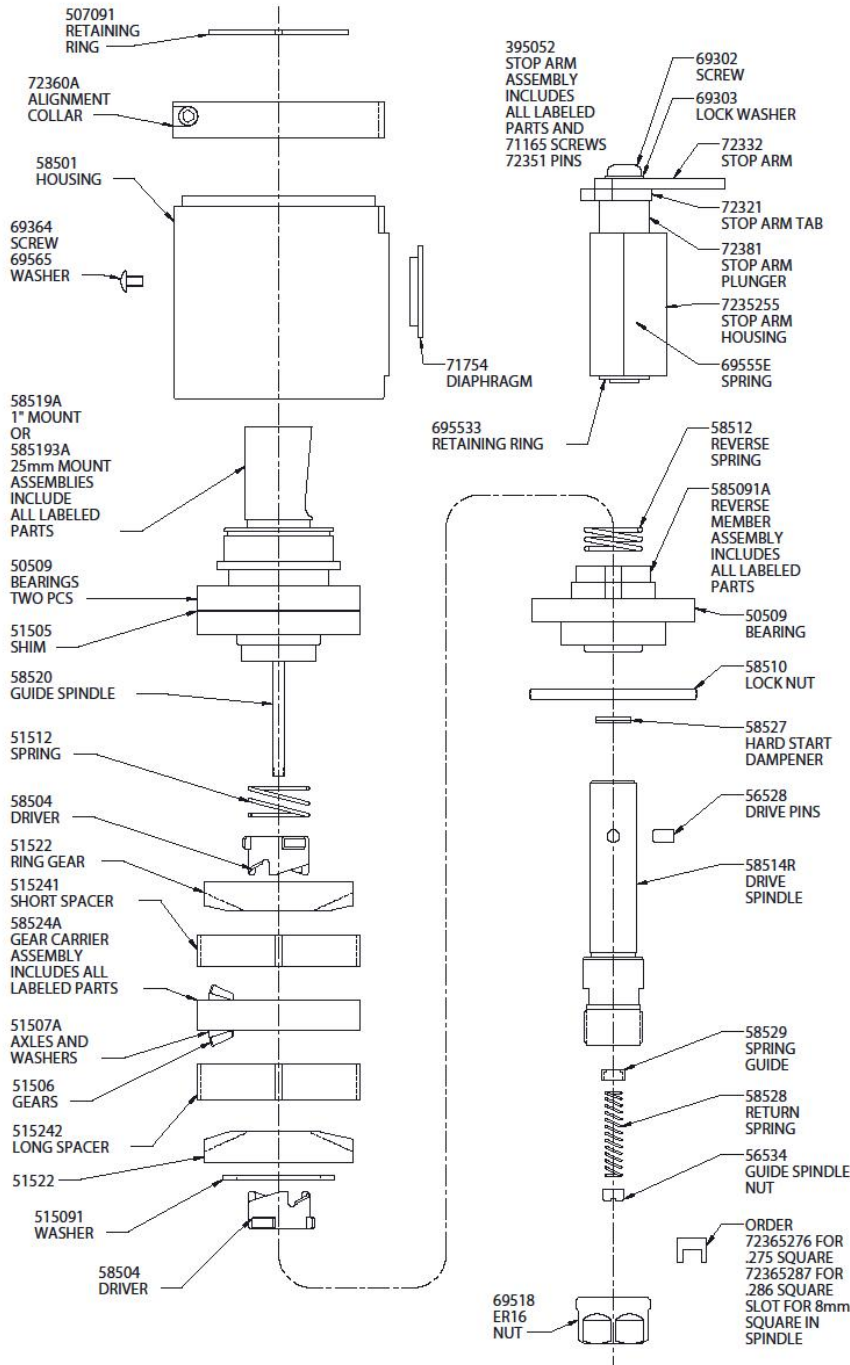 507091
RETAINING
RING
72360A
ALIGNMENT
COLLAR
58501
HOUSING
69364
SCREW
69565
WASHER
71754
DIAPHRAGM
58519A
1" MOUNT
OR
585193A
25mm MOUNT
ASSEMBLIES
INCLUDE
ALL LABELED
PARTS
50509
BEARINGS
TWO PCS
51505
SHIM
58520
GUIDE SPINDLE
51512
SPRING
58504
DRIVER
51522
RING GEAR
515241
SHORT SPACER
58524A
GEAR CARRIER
ASSEMBLY
INCLUDES ALL
LABELED PARTS
51507A
AXLES AND
WASHERS
51506
GEARS
515242
LONG SPACER
51522
515091
WASHER
58504
DRIVER
395052
STOP ARM
ASSEMBLY
INCLUDES
ALL LABELED
PARTS AND
71165 SCREWS
72351 PINS
69302
SCREW
69303
LOCK WASHER
72332
STOP ARM
72321
STOP ARM TAB
72381
STOP ARM
PLUNGER
7235255
STOP ARM
HOUSING
69555E
SPRING
695533
RETAINING RING
58512
REVERSE
SPRING
585091A
REVERSE
MEMBER
ASSEMBLY
INCLUDES
ALL LABELED
PARTS
50509
BEARING
58510
LOCK NUT
58527
HARD START
DAMPENER
56528
DRIVE PINS
58514R
DRIVE
SPINDLE
58529
SPRING
GUIDE
58528
RETURN
SPRING
56534
GUIDE SPINDLE
NUT
ORDER
72365276 FOR
.275 SQUARE
72365287 FOR
.286 SQUARE
SLOT FOR 8mm
SQUARE IN
SPINDLE
69518
ER16
NUT